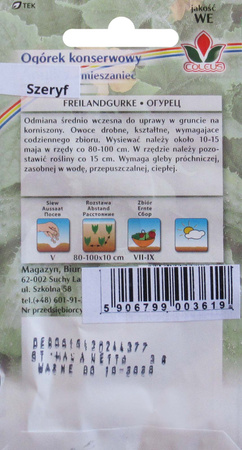 TEK
jakość
WE
COLEUS
Ogórek konserwowy
mieszaniec
Szeryf
FREILANDGURKE • ОГУРЕЦ
Odmiana średnio wczesna do uprawy w gruncie na
korniszony. Owoce drobne, kształtne, wymagające
codziennego zbioru. Wysiewać należy około 10-15
maja w rzędy co 80-100 cm. W rzędzie należy pozo-
stawić rośliny co 15 cm. Wymaga gleby próchniczej,
zasobnej w wodę, przepuszczalnej, ciepłej.
Siew Rozstawa Zbiór
Aussaat Abstand Ernte
Посев Расстояние Сбор
V 80-100x10 cm VII-IX
Magazyn, Biur
62-002 Suchy La
ul. Szkolna 58
tel.(+48) 601-91-
Nr przedsiębiorcy
5 906799 003619